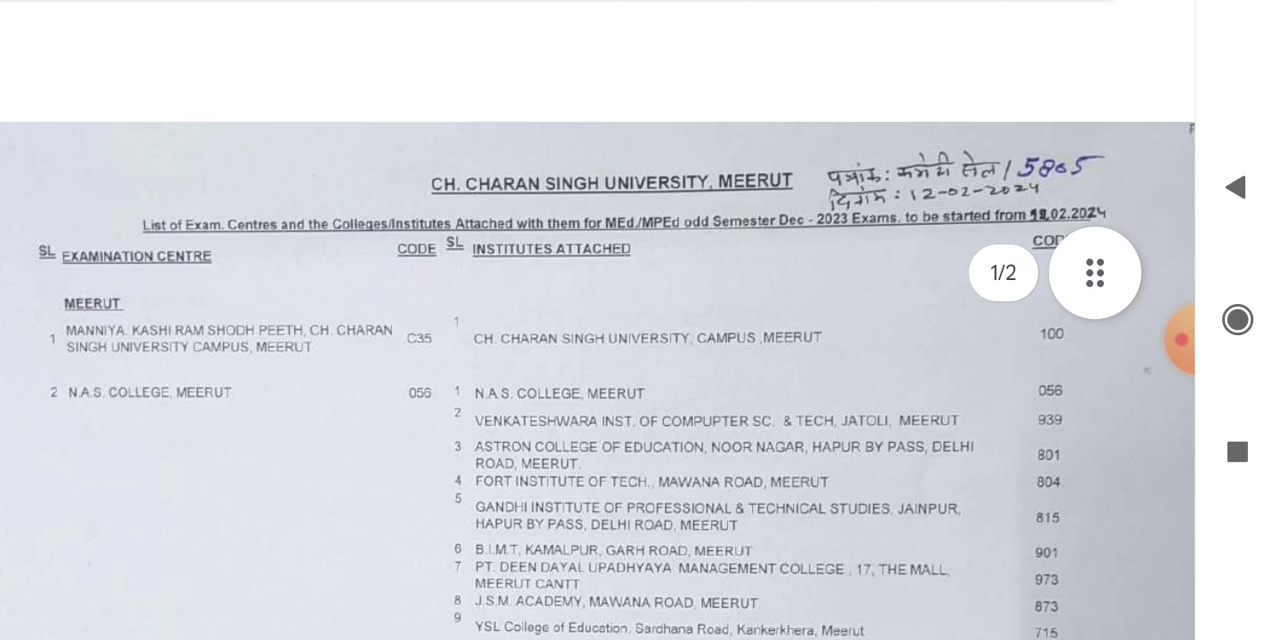 CH. CHARAN SINGH UNIVERSITY, MEERUT
पत्रांक: कमेटी सेल / 5805
दिनांक: 12-02-2024
List of Exam. Centres and the Colleges/Institutes Attached with them for MEd./MPEd odd Semester Dec - 2023 Exams. to be started from 19.02.2024
SL EXAMINATION CENTRE CODE SL INSTITUTES ATTACHED
1/2
MEERUT
1 MANNIYA. KASHI RAM SHODH PEETH, CH. CHARAN SINGH UNIVERSITY CAMPUS, MEERUT C35 1 CH. CHARAN SINGH UNIVERSITY, CAMPUS ,MEERUT 100
2 N.A.S. COLLEGE, MEERUT 056 1 N.A.S. COLLEGE, MEERUT 056
2 VENKATESHWARA INST. OF COMPUPTER SC. & TECH, JATOLI, MEERUT 939
3 ASTRON COLLEGE OF EDUCATION, NOOR NAGAR, HAPUR BY PASS, DELHI
ROAD, MEERUT. 801
4 FORT INSTITUTE OF TECH., MAWANA ROAD, MEERUT 804
5 GANDHI INSTITUTE OF PROFESSIONAL & TECHNICAL STUDIES, JAINPUR,
HAPUR BY PASS, DELHI ROAD, MEERUT 815
6 B.I.M.T, KAMALPUR, GARH ROAD, MEERUT 901
7 PT. DEEN DAYAL UPADHYAYA MANAGEMENT COLLEGE , 17, THE MALL,
MEERUT CANTT 973
8 J.S.M. ACADEMY, MAWANA ROAD, MEERUT. 873
9 YSL College of Education, Sardhana Road, Kankerkhera, Meerut 715